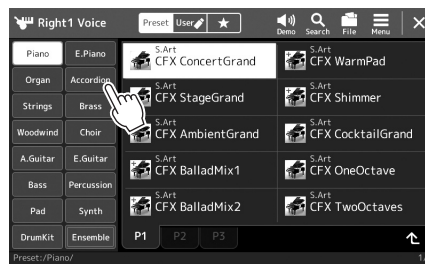 Right1 Voice
Preset User ★
Demo Search File Menu ×
Piano E.Piano
Organ Accordion
Strings Brass
Woodwind Choir
A.Guitar E.Guitar
Bass Percussion
Pad Synth
DrumKit Ensemble
S.Art
CFX ConcertGrand
S.Art
CFX WarmPad
S.Art
CFX StageGrand
S.Art
CFX Shimmer
S.Art
CFX AmbientGrand
S.Art
CFX CocktailGrand
S.Art
CFX BalladMix1
S.Art
CFX OneOctave
S.Art
CFX BalladMix2
S.Art
CFX TwoOctaves
P1 P2 P3
Preset:/Piano/